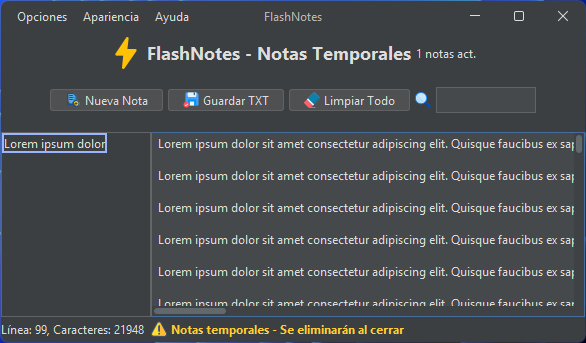 Opciones Apariencia Ayuda FlashNotes
FlashNotes - Notas Temporales 1 notas act.
Nueva Nota Guardar TXT Limpiar Todo
Lorem ipsum dolor
Lorem ipsum dolor sit amet consectetur adipiscing elit. Quisque faucibus ex sap
Lorem ipsum dolor sit amet consectetur adipiscing elit. Quisque faucibus ex sap
Lorem ipsum dolor sit amet consectetur adipiscing elit. Quisque faucibus ex sap
Lorem ipsum dolor sit amet consectetur adipiscing elit. Quisque faucibus ex sap
Lorem ipsum dolor sit amet consectetur adipiscing elit. Quisque faucibus ex sap
Lorem ipsum dolor sit amet consectetur adipiscing elit. Quisque faucibus ex sap
Línea: 99, Caracteres: 21948 Notas temporales - Se eliminarán al cerrar